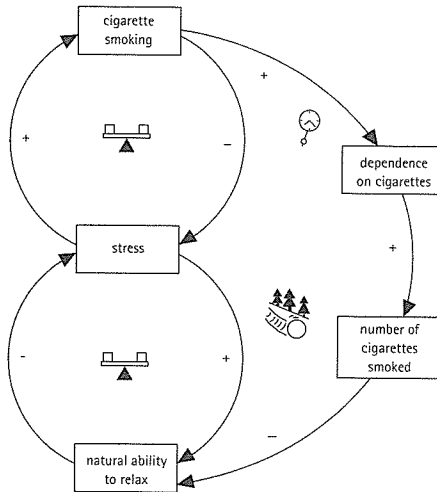 cigarette
smoking
+
+
–
dependence
on cigarettes
stress
+
number of
cigarettes
smoked
-
+
–
natural ability
to relax